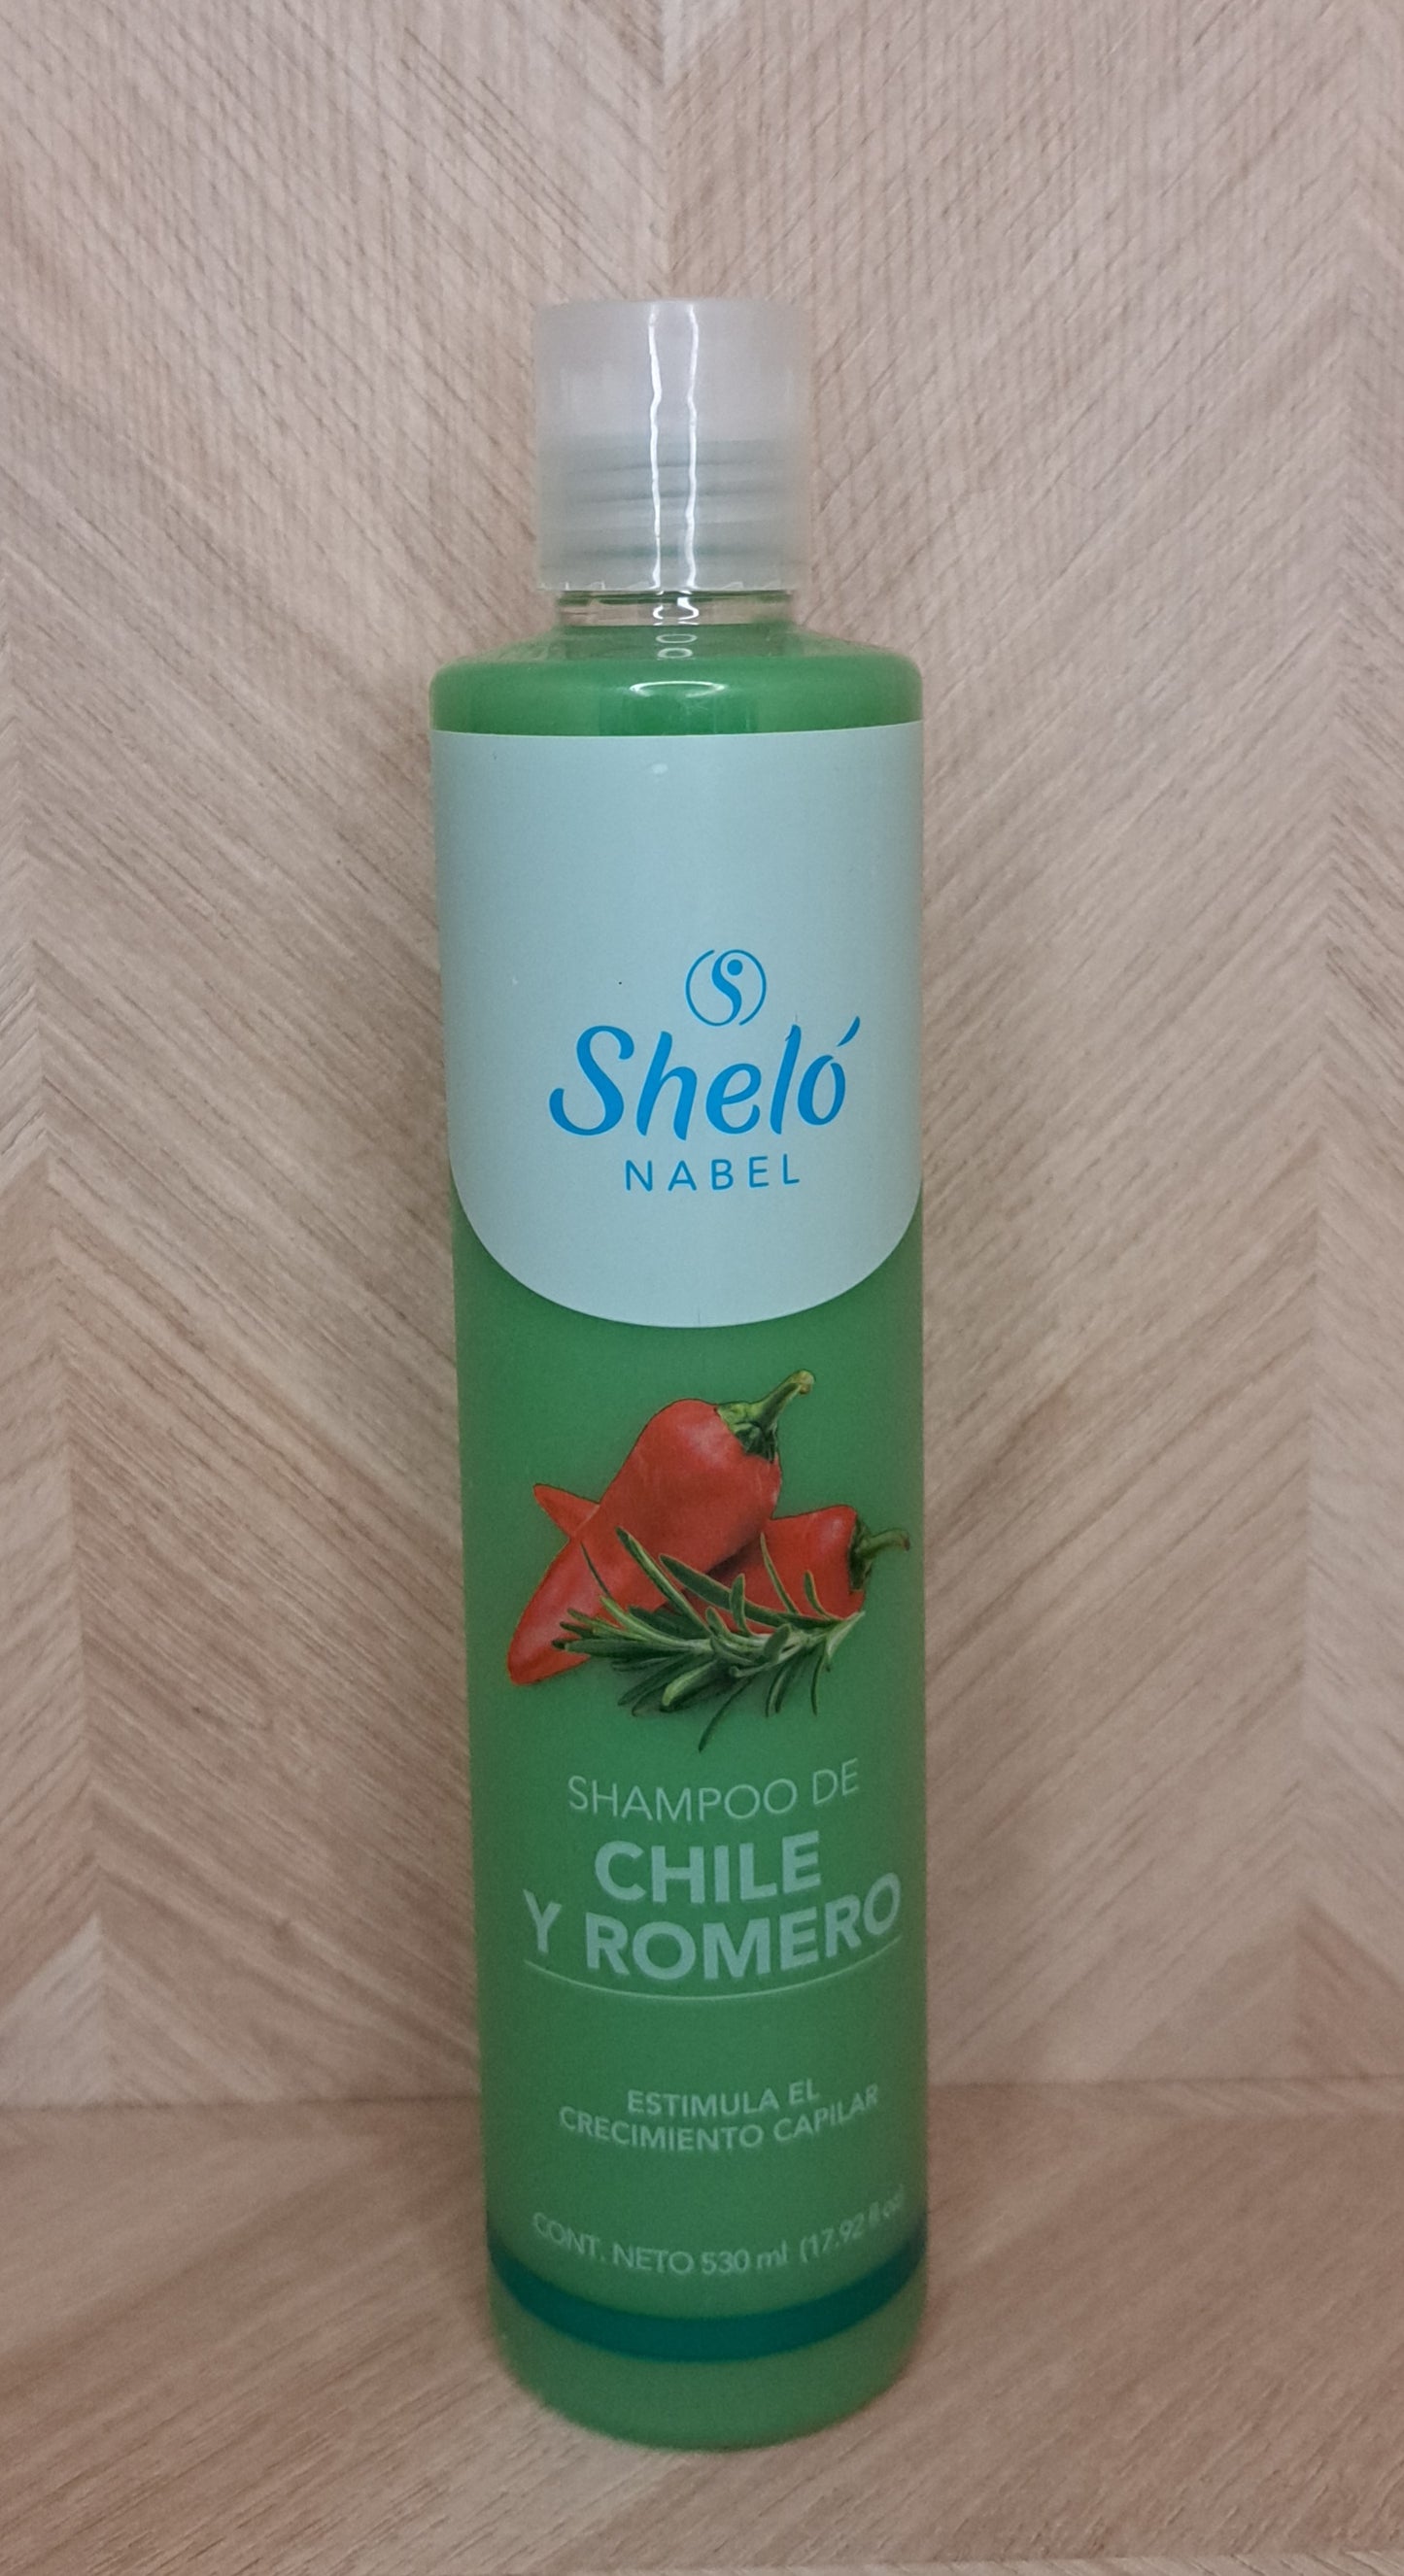 Sheló
NABEL
SHAMPOO DE
CHILE
Y ROMERO
ESTIMULA EL
CRECIMIENTO CAPILAR
CONT. NETO 530 ml (17.92 fl oz)